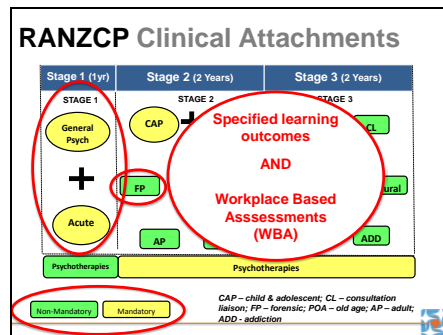 RANZCP Clinical Attachments
Stage 1 (1yr)
Stage 2 (2 Years)
Stage 3 (2 Years)
STAGE 1
STAGE 2
STAGE 3
General
Psych
+
Acute
CAP
+
FP
AP
Specified learning
outcomes
AND
Workplace Based
Asssessments
(WBA)
CL
ural
ADD
Psychotherapies
Psychotherapies
Non-Mandatory
Mandatory
CAP – child & adolescent; CL – consultation
liaison; FP – forensic; POA – old age; AP – adult;
ADD - addiction